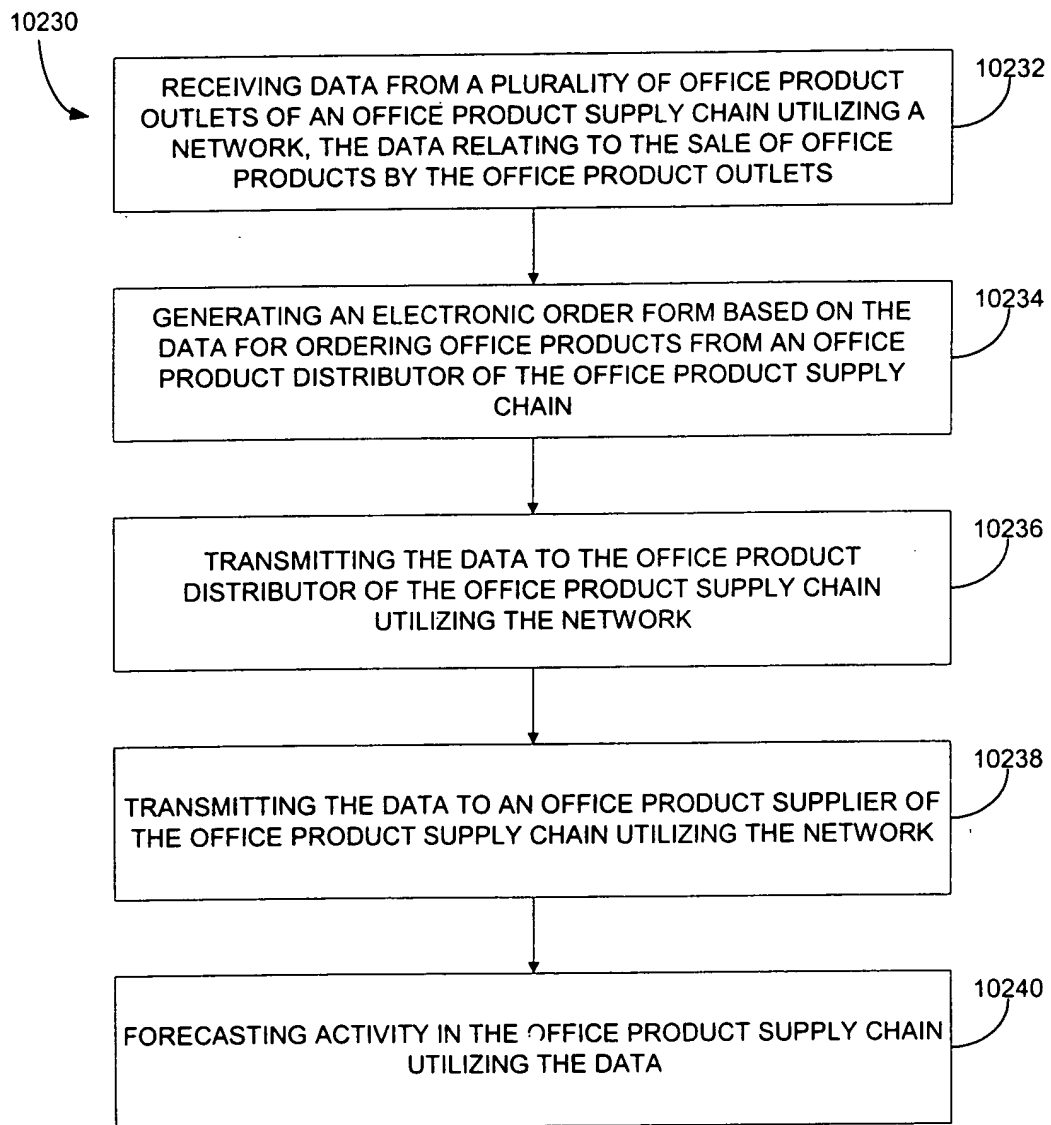 10230
RECEIVING DATA FROM A PLURALITY OF OFFICE PRODUCT
OUTLETS OF AN OFFICE PRODUCT SUPPLY CHAIN UTILIZING A
NETWORK, THE DATA RELATING TO THE SALE OF OFFICE
PRODUCTS BY THE OFFICE PRODUCT OUTLETS
10232
GENERATING AN ELECTRONIC ORDER FORM BASED ON THE
DATA FOR ORDERING OFFICE PRODUCTS FROM AN OFFICE
PRODUCT DISTRIBUTOR OF THE OFFICE PRODUCT SUPPLY
CHAIN
10234
TRANSMITTING THE DATA TO THE OFFICE PRODUCT
DISTRIBUTOR OF THE OFFICE PRODUCT SUPPLY CHAIN
UTILIZING THE NETWORK
10236
TRANSMITTING THE DATA TO AN OFFICE PRODUCT SUPPLIER OF
THE OFFICE PRODUCT SUPPLY CHAIN UTILIZING THE NETWORK
10238
FORECASTING ACTIVITY IN THE OFFICE PRODUCT SUPPLY CHAIN
UTILIZING THE DATA
10240